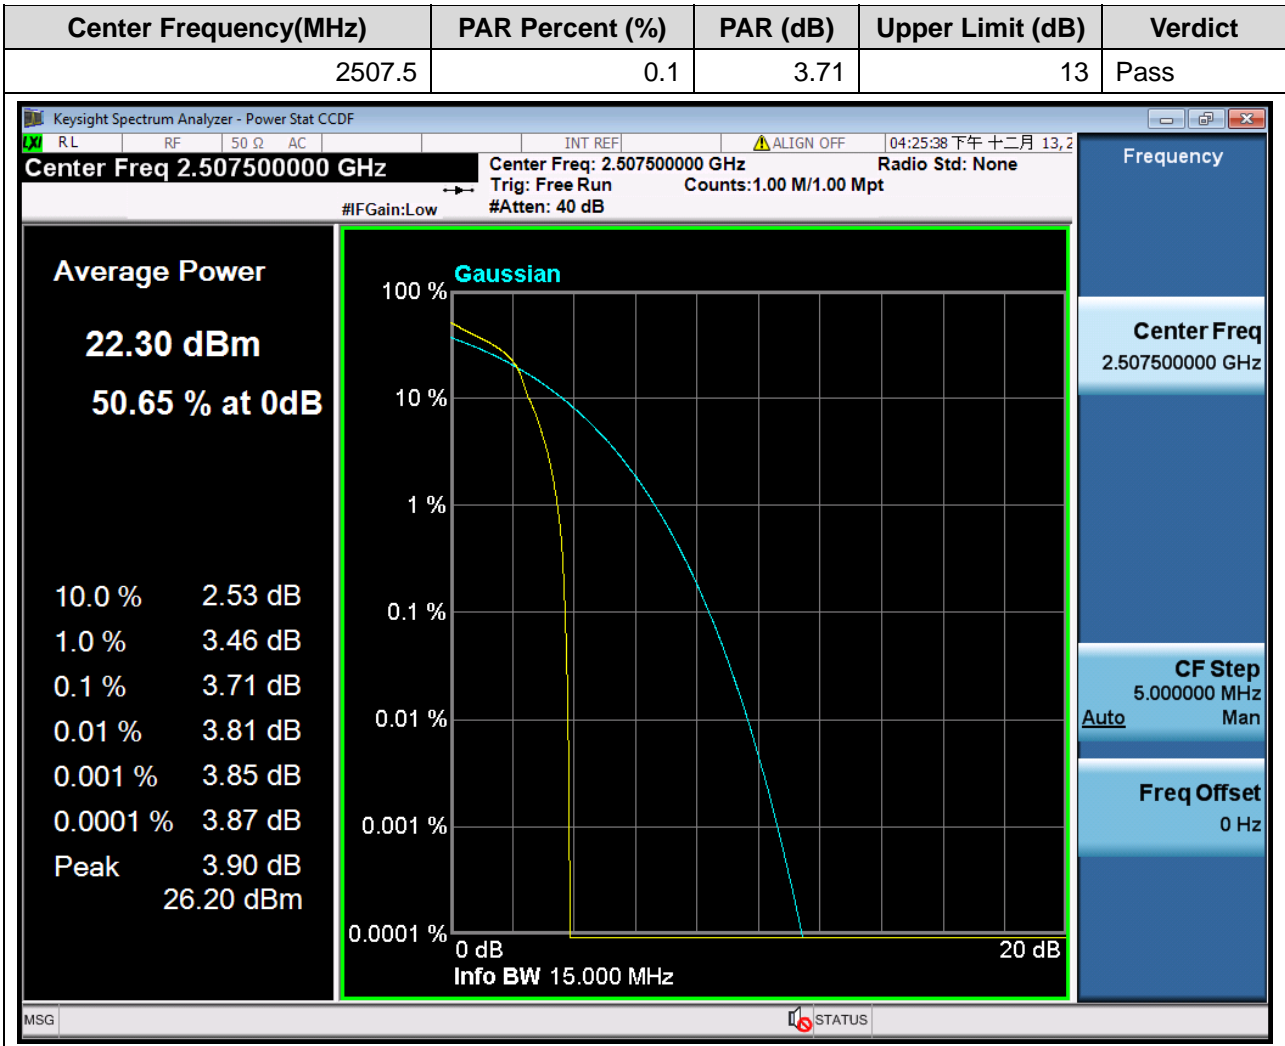 Center Frequency(MHz) PAR Percent (%) PAR (dB) Upper Limit (dB) Verdict
2507.5 0.1 3.71 13 Pass
Keysight Spectrum Analyzer - Power Stat CCDF
LXI RL RF 50 Ω AC INT REF ALIGN OFF 04:25:38下午 十二月 13, 2
Center Freq 2.507500000 GHz
Center Freq: 2.507500000 GHz Radio Std: None
Trig: Free Run Counts:1.00 M/1.00 Mpt
#IFGain:Low #Atten: 40 dB
Average Power
22.30 dBm
50.65 % at 0dB
10.0 % 2.53 dB
1.0 % 3.46 dB
0.1 % 3.71 dB
0.01 % 3.81 dB
0.001 % 3.85 dB
0.0001 % 3.87 dB
Peak 3.90 dB
26.20 dBm
Gaussian
100 %
10 %
1 %
0.1 %
0.01 %
0.001 %
0.0001 %
0 dB 20 dB
Info BW 15.000 MHz
Frequency
Center Freq
2.507500000 GHz
CF Step
5.000000 MHz
Auto Man
Freq Offset
0 Hz
MSG STATUS